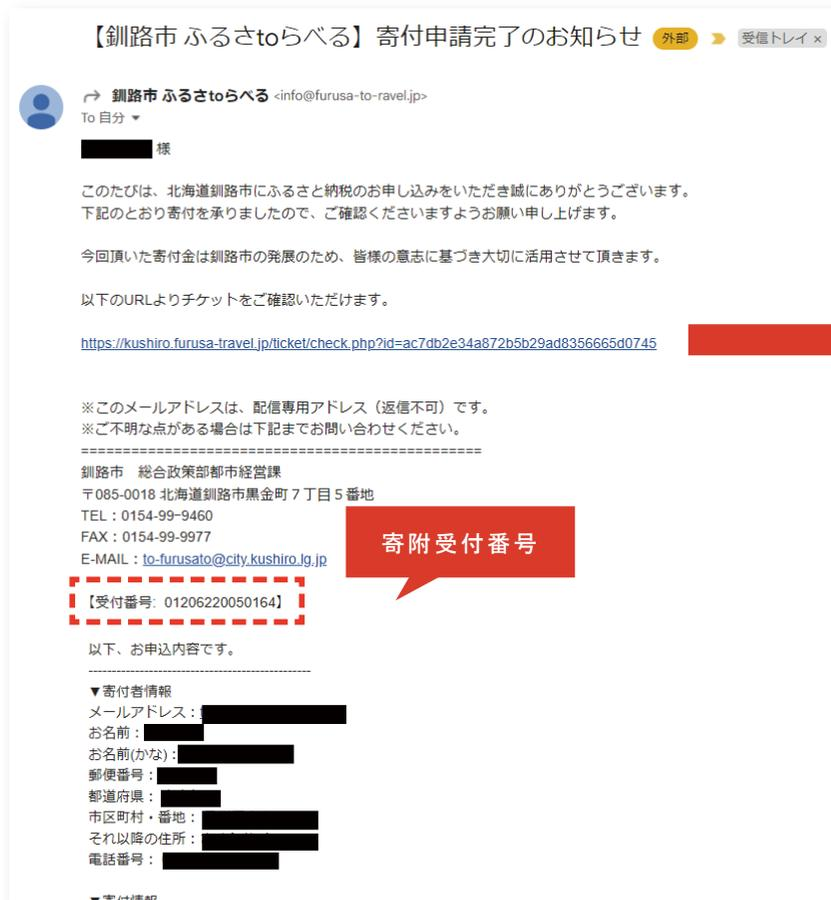 【釧路市 ふるさtoらべる】寄付申請完了のお知らせ 外部 受信トレイ ×
釧路市 ふるさtoらべる <info@furusa-to-ravel.jp>
To 自分
様
このたびは、北海道釧路市にふるさと納税のお申し込みをいただき誠にありがとうございます。
下記のとおり寄付を承りましたので、ご確認くださいますようお願い申し上げます。
今回頂いた寄付金は釧路市の発展のため、皆様の意志に基づき大切に活用させて頂きます。
以下のURLよりチケットをご確認いただけます。
https://kushiro.furusa-travel.jp/ticket/check.php?id=ac7db2e34a872b5b29ad8356665d0745
※このメールアドレスは、配信専用アドレス（返信不可）です。
※ご不明な点がある場合は下記までお問い合わせください。
================================================
釧路市　総合政策部都市経営課
〒085-0018 北海道釧路市黒金町７丁目５番地
TEL：0154-99-9460
FAX：0154-99-9977
E-MAIL：to-furusato@city.kushiro.lg.jp
寄附受付番号
【受付番号: 01206220050164】
以下、お申込内容です。
------------------------------------------------
▼寄付者情報
メールアドレス：
お名前：
お名前(かな)：
郵便番号：
都道府県：
市区町村・番地：
それ以降の住所：
電話番号：
▼寄付情報